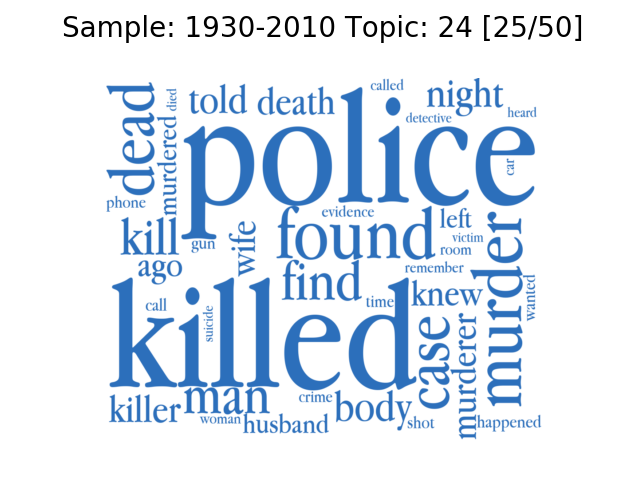 Sample: 1930-2010 Topic: 24 [25/50]
dead
died
told
death
called
night
murdered
police
detective
heard
car
phone
kill
gun
wife
evidence
found
left
victim
room
ago
find
remember
murder
killed
call
suicide
time
knew
wanted
case
murderer
killer
man
woman
husband
crime
body
shot
happened